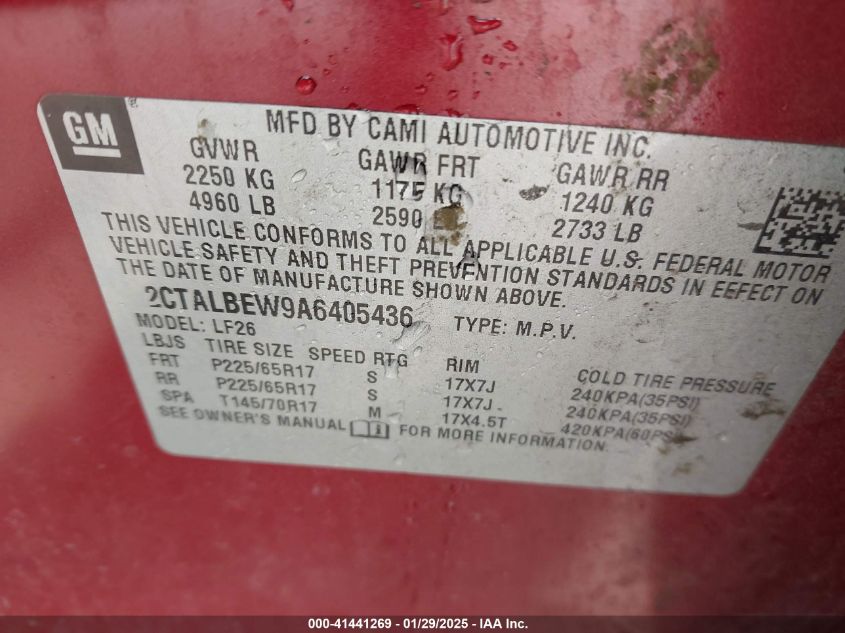 GM
MFD BY CAMI AUTOMOTIVE INC.
GVWR GAWR FRT GAWR RR
2250 KG 1175 KG 1240 KG
4960 LB 2590 2733 LB
THIS VEHICLE CONFORMS TO ALL APPLICABLE U.S. FEDERAL MOTOR
VEHICLE SAFETY AND THEFT PREVENTION STANDARDS IN EFFECT ON
THE DATE OF MANUFACTURE SHOWN ABOVE.
2CTALBEW9A6405436 TYPE: M.P.V.
MODEL: LF26
LBJS TIRE SIZE SPEED RTG RIM COLD TIRE PRESSURE
FRT P225/65R17 S 17X7J 240KPA(35PSI)
RR P225/65R17 S 17X7J 240KPA(35PSI)
SPA T145/70R17 M 17X4.5T 420KPA(60PSI)
SEE OWNER'S MANUAL FOR MORE INFORMATION.
000-41441269 - 01/29/2025 - IAA Inc.